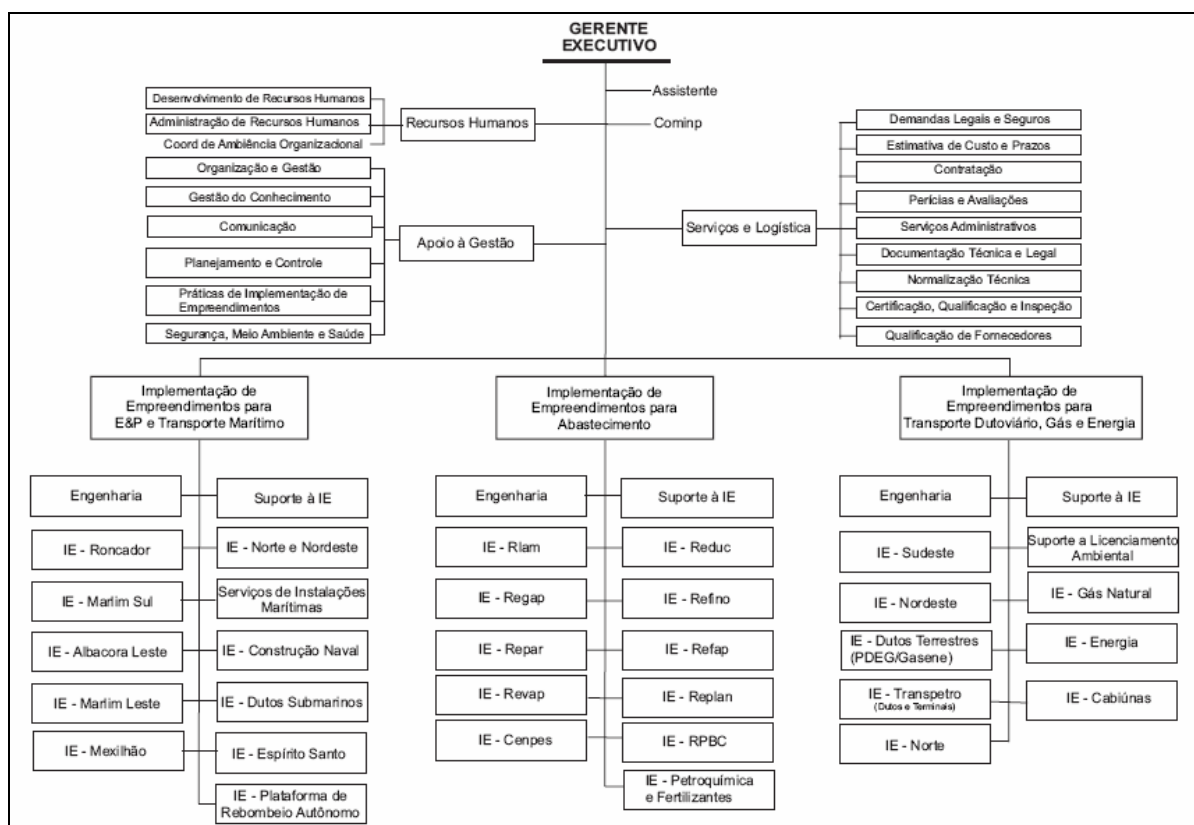 GERENTE
EXECUTIVO
Assistente
Cominp
Desenvolvimento de Recursos Humanos
Administração de Recursos Humanos
Coord de Ambiência Organizacional
Recursos Humanos
Organização e Gestão
Gestão do Conhecimento
Comunicação
Planejamento e Controle
Práticas de Implementação de
Empreendimentos
Segurança, Meio Ambiente e Saúde
Apoio à Gestão
Serviços e Logística
Demandas Legais e Seguros
Estimativa de Custo e Prazos
Contratação
Perícias e Avaliações
Serviços Administrativos
Documentação Técnica e Legal
Normalização Técnica
Certificação, Qualificação e Inspeção
Qualificação de Fornecedores
Implementação de
Empreendimentos para
E&P e Transporte Marítimo
Engenharia
Suporte à IE
IE - Roncador
IE - Norte e Nordeste
IE - Marlim Sul
Serviços de Instalações
Marítimas
IE - Albacora Leste
IE - Construção Naval
IE - Marlim Leste
IE - Dutos Submarinos
IE - Mexilhão
IE - Espírito Santo
IE - Plataforma de
Rebombeio Autônomo
Implementação de
Empreendimentos para
Abastecimento
Engenharia
Suporte à IE
IE - Rlam
IE - Reduc
IE - Regap
IE - Refino
IE - Repar
IE - Refap
IE - Revap
IE - Replan
IE - Cenpes
IE - RPBC
IE - Petroquímica
e Fertilizantes
Implementação de
Empreendimentos para
Transporte Dutoviário, Gás e Energia
Engenharia
Suporte à IE
IE - Sudeste
Suporte a Licenciamento
Ambiental
IE - Nordeste
IE - Gás Natural
IE - Dutos Terrestres
(PDEG/Gasene)
IE - Energia
IE - Transpetro
(Dutos e Terminais)
IE - Cabiúnas
IE - Norte